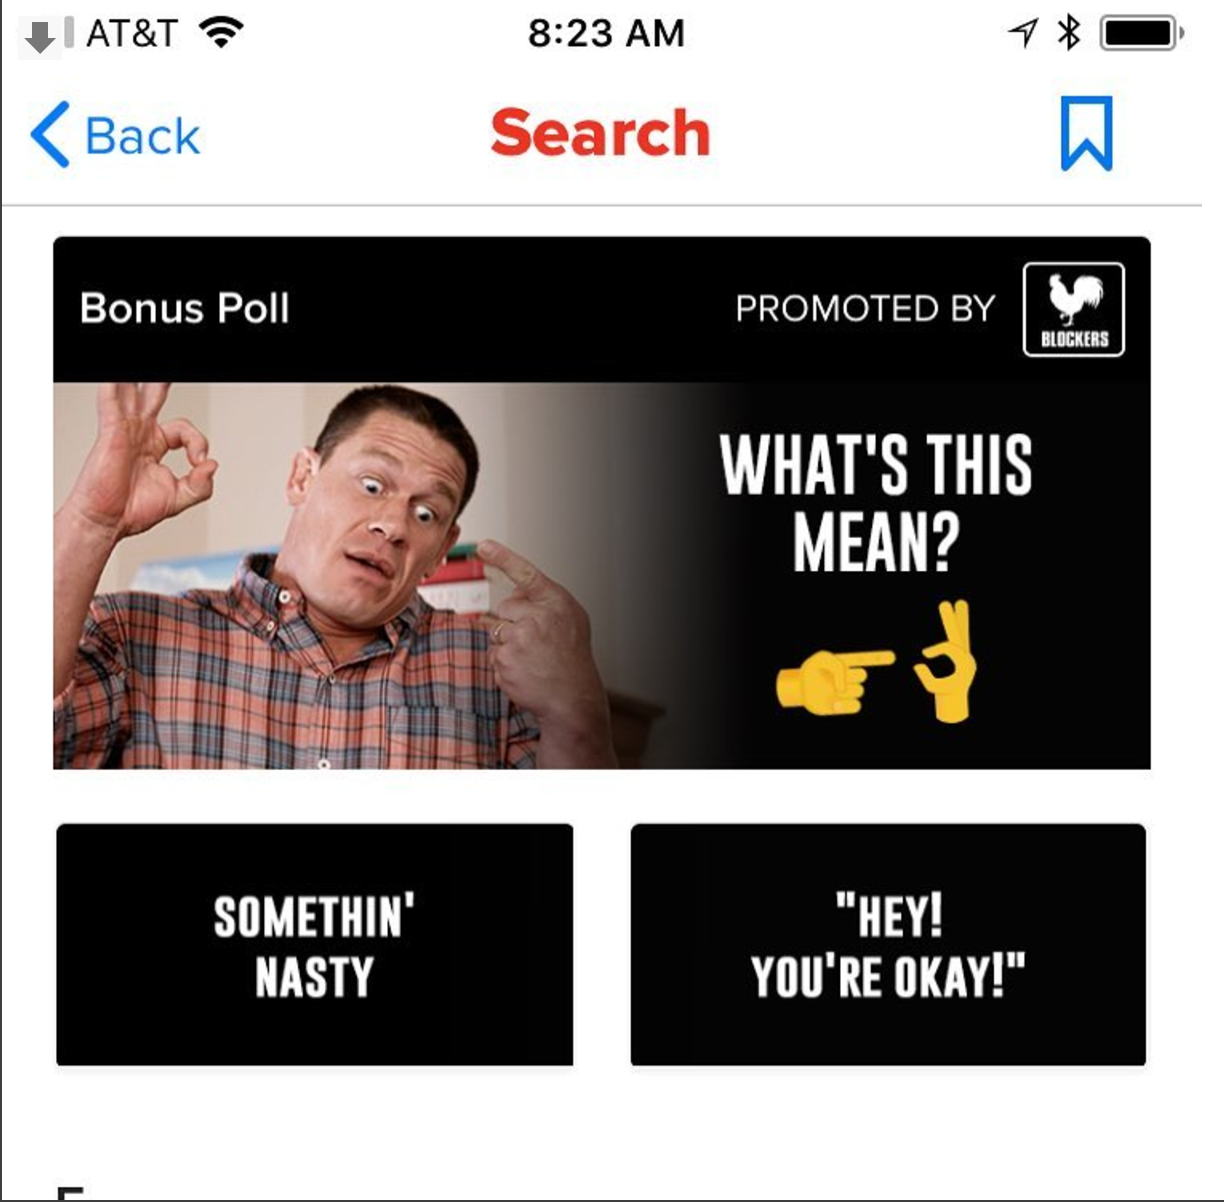 AT&T
8:23 AM
Back
Search
Bonus Poll
PROMOTED BY
BLOCKERS
WHAT'S THIS
MEAN?
SOMETHIN'
NASTY
"HEY!
YOU'RE OKAY!"